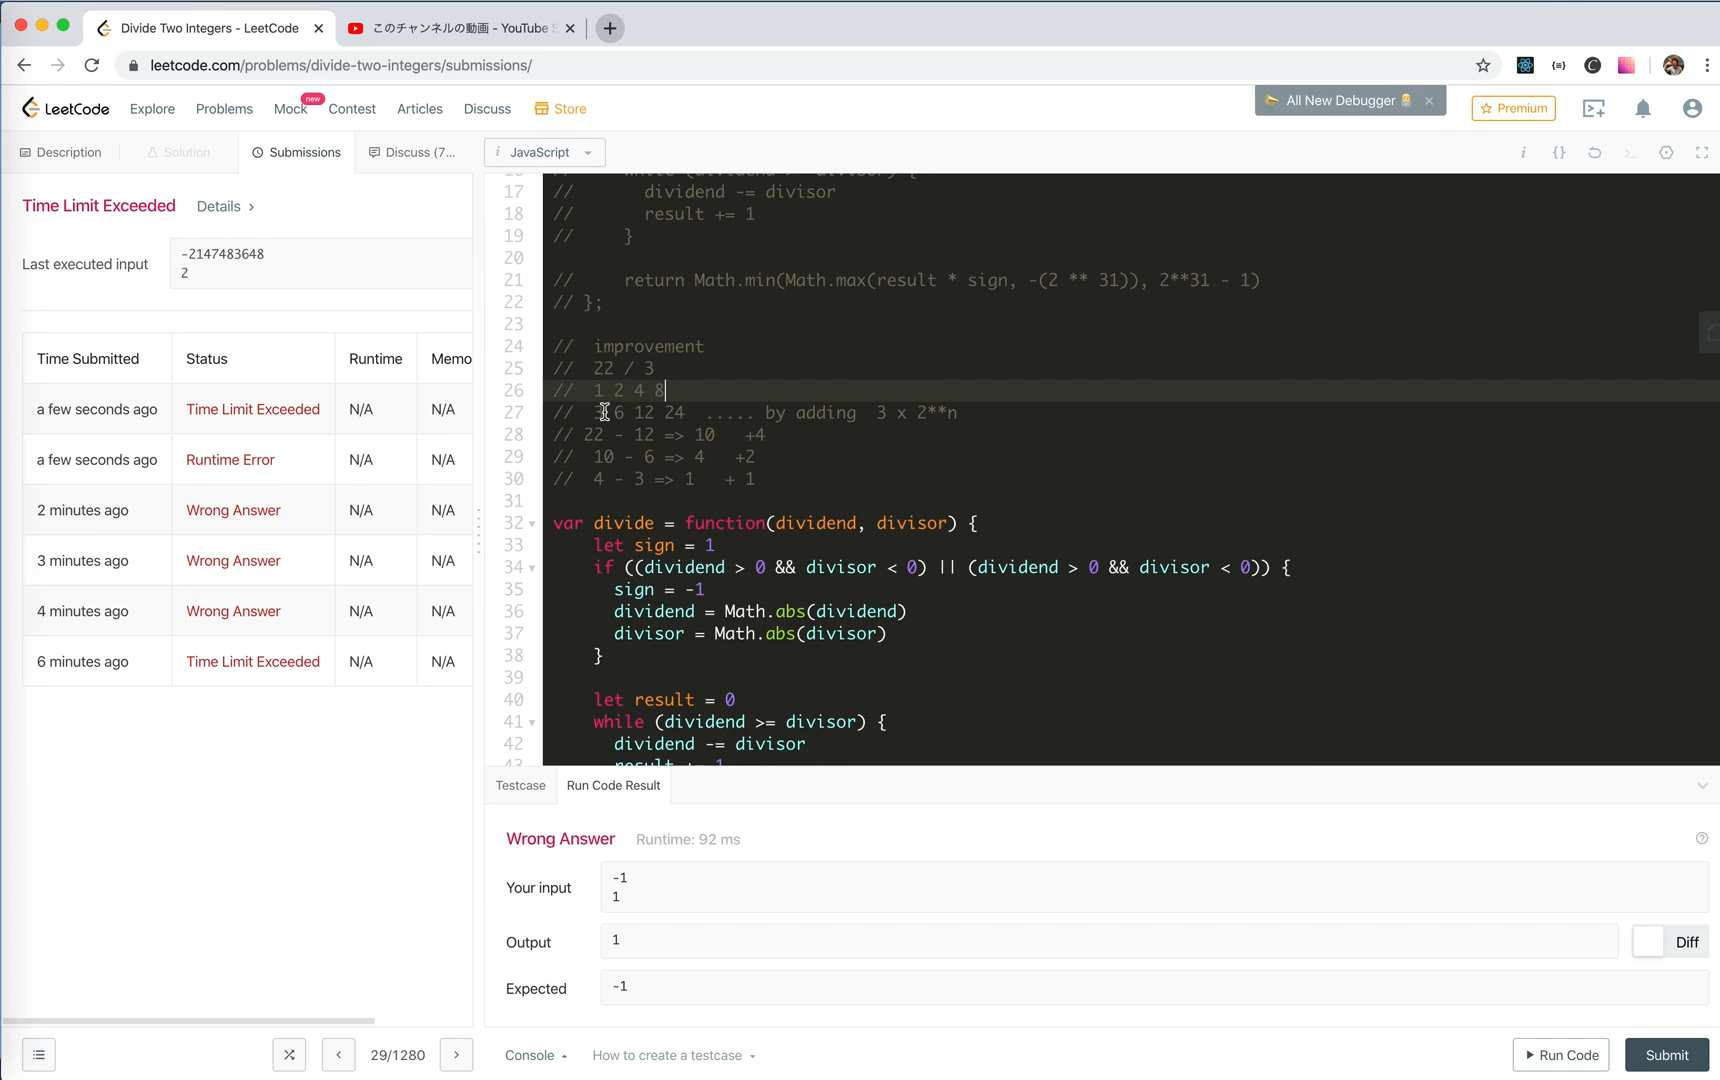 Divide Two Integers - LeetCode
このチャンネルの動画 - YouTube
leetcode.com/problems/divide-two-integers/submissions/
LeetCode
Explore
Problems
Mock
new
Contest
Articles
Discuss
Store
All New Debugger
Premium
Description
Solution
Submissions
Discuss (7...
JavaScript
Time Limit Exceeded
Details
Last executed input
-2147483648
2
Time Submitted Status Runtime Memo
a few seconds ago Time Limit Exceeded N/A N/A
a few seconds ago Runtime Error N/A N/A
2 minutes ago Wrong Answer N/A N/A
3 minutes ago Wrong Answer N/A N/A
4 minutes ago Wrong Answer N/A N/A
6 minutes ago Time Limit Exceeded N/A N/A
17 // dividend -= divisor
18 // result += 1
19 // }
20
21 // return Math.min(Math.max(result * sign, -(2 ** 31)), 2**31 - 1)
22 // };
23
24 // improvement
25 // 22 / 3
26 // 1 2 4 8
27 // 3 6 12 24 ..... by adding 3 x 2**n
28 // 22 - 12 => 10 +4
29 // 10 - 6 => 4 +2
30 // 4 - 3 => 1 + 1
31
32 var divide = function(dividend, divisor) {
33 let sign = 1
34 if ((dividend > 0 && divisor < 0) || (dividend > 0 && divisor < 0)) {
35 sign = -1
36 dividend = Math.abs(dividend)
37 divisor = Math.abs(divisor)
38 }
39
40 let result = 0
41 while (dividend >= divisor) {
42 dividend -= divisor
43 result += 1
Testcase
Run Code Result
Wrong Answer
Runtime: 92 ms
Your input
-1
1
Output
1
Diff
Expected
-1
29/1280
Console
How to create a testcase
Run Code
Submit